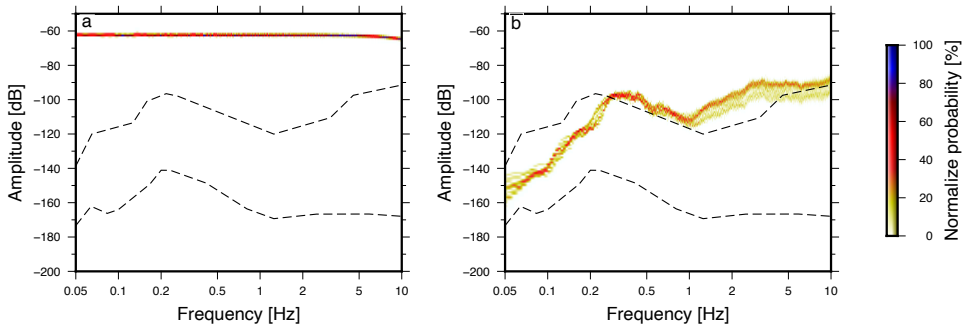 a
Amplitude [dB]
−60
−80
−100
−120
−140
−160
−180
−200
0.05 0.1 0.2 0.5 1 2 5 10
Frequency [Hz]
b
Amplitude [dB]
−60
−80
−100
−120
−140
−160
−180
−200
0.05 0.1 0.2 0.5 1 2 5 10
Frequency [Hz]
100
80
60
40
20
0
Normalize probability [%]